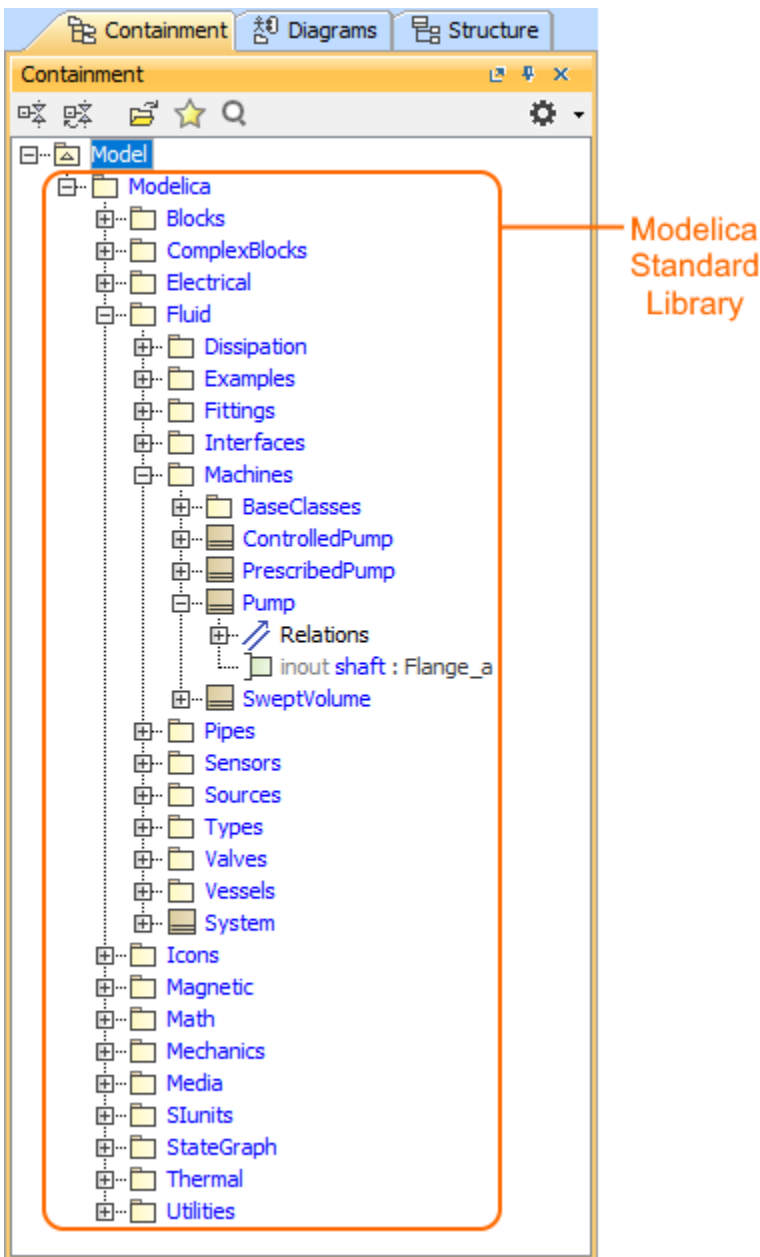 Containment Diagrams Structure
Containment
Model
Modelica
Blocks
ComplexBlocks
Electrical
Fluid
Dissipation
Examples
Fittings
Interfaces
Machines
BaseClasses
ControlledPump
PrescribedPump
Pump
Relations
inout shaft : Flange_a
SweptVolume
Pipes
Sensors
Sources
Types
Valves
Vessels
System
Icons
Magnetic
Math
Mechanics
Media
SIunits
StateGraph
Thermal
Utilities
Modelica
Standard
Library